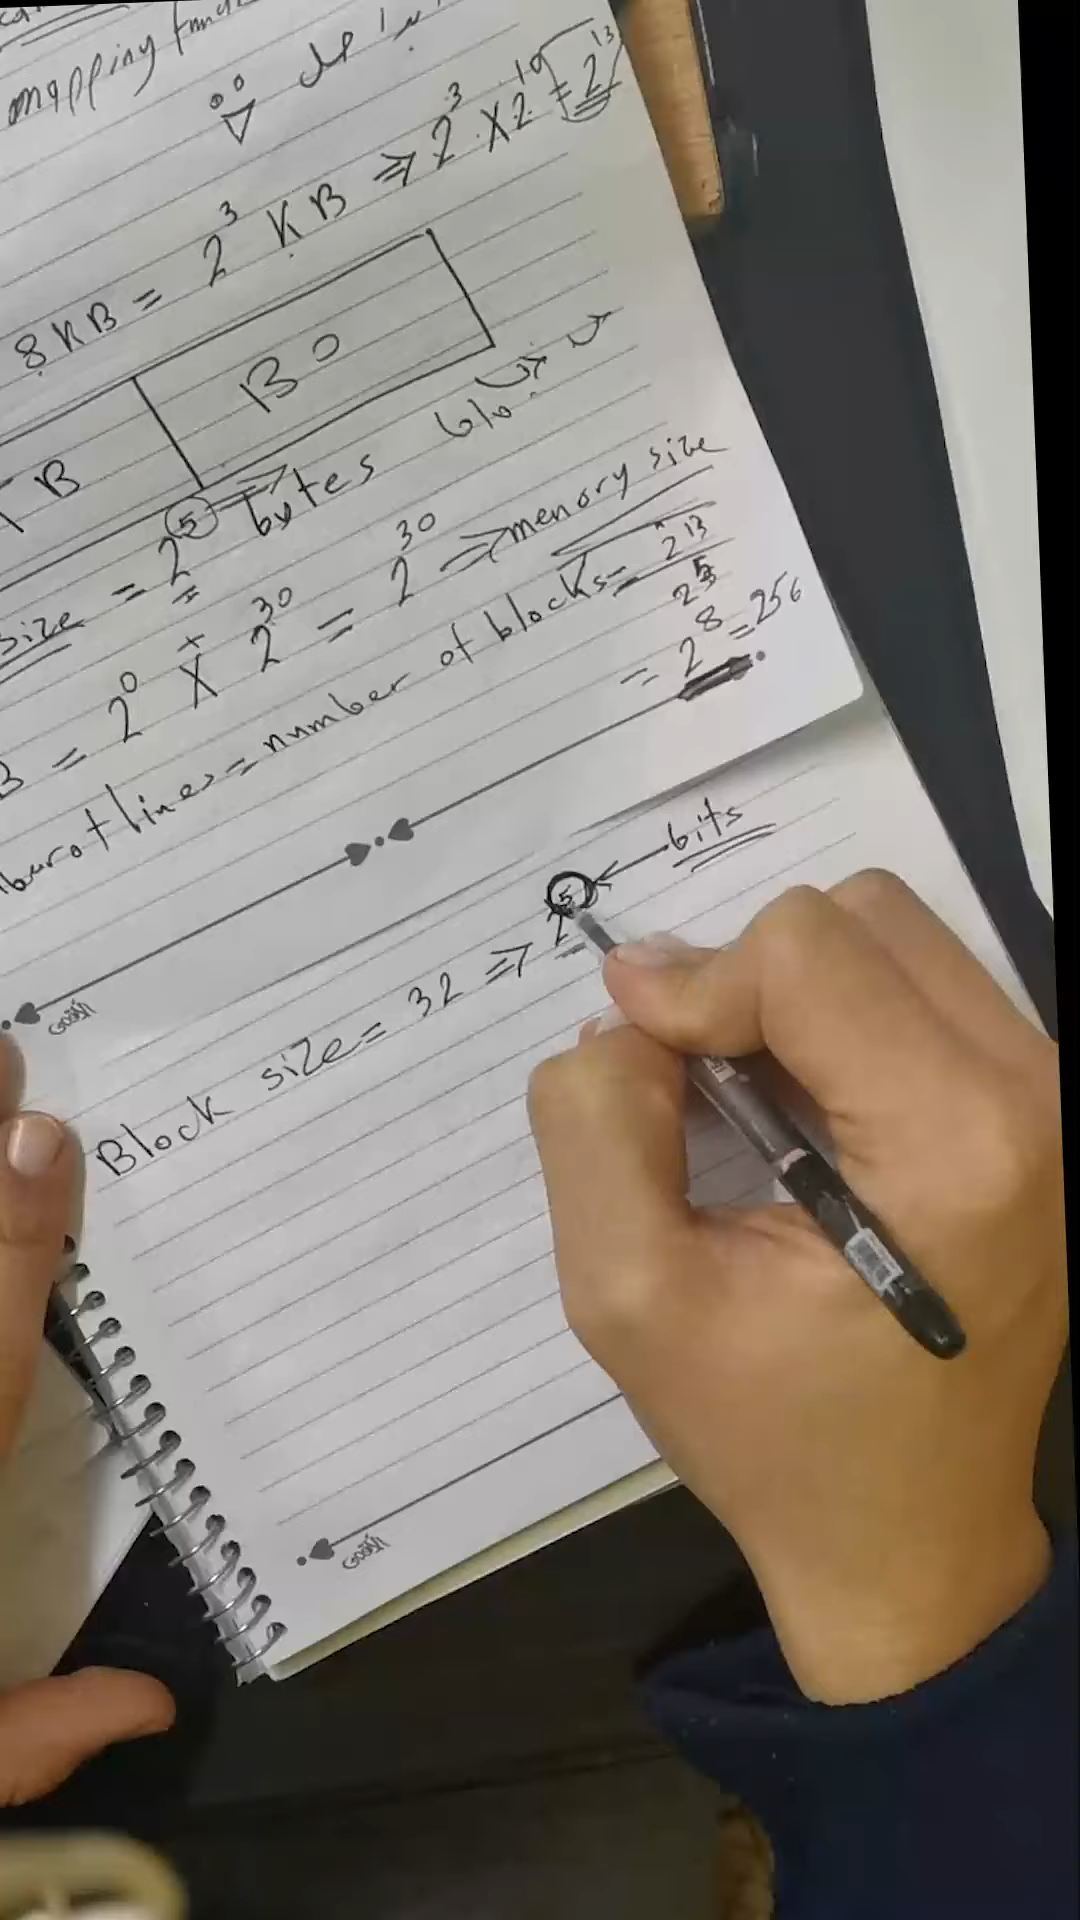 mapping
8KB = 2^3 KB ⇒ 2^3 X 2^10 = 2^13
B B0
size = 2^5 bytes
B = 2^0 X 2^30 = 2^30 ⇒ memory size
lines = number of blocks = 2^13
2^5
= 2^8 = 256
bits
Block size = 32 ⇒ 2^5